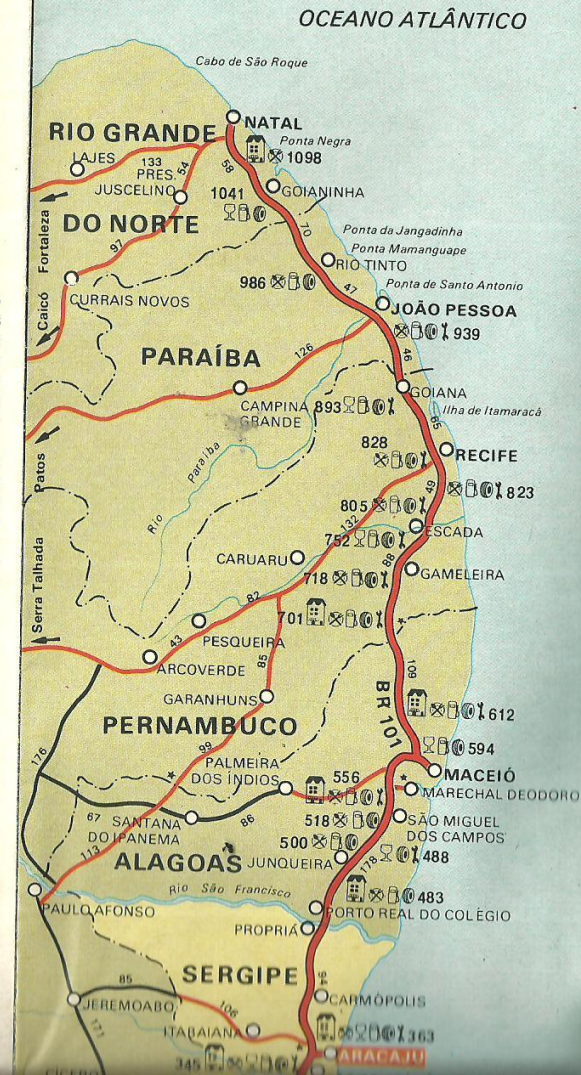 OCEANO ATLÂNTICO
Cabo de São Roque
NATAL
RIO GRANDE
Ponta Negra
1098
LAJES
133
54
58
PRES.
JUSCELINO
1041
GOIANINHA
DO NORTE
70
Ponta da Jangadinha
Ponta Mamanguape
97
RIO TINTO
Caicó Fortaleza
986
47
Ponta de Santo Antonio
CURRAIS NOVOS
JOÃO PESSOA
939
PARAÍBA
126
46
GOIANA
CAMPINA
GRANDE
893
Ilha de Itamaracá
65
828
RECIFE
Patos
Rio Paraiba
823
49
805
132
ESCADA
752
CARUARU
88
718
GAMELEIRA
Serra Talhada
82
701
43
PESQUEIRA
ARCOVERDE
85
109
GARANHUNS
BR 101
612
PERNAMBUCO
594
99
176
PALMEIRA
DOS ÍNDIOS
556
MACEIÓ
MARECHAL DEODORO
67
SANTANA
DO IPANEMA
86
518
SÃO MIGUEL
DOS CAMPOS
500
113
ALAGOAS
JUNQUEIRA
178
488
Rio São Francisco
483
PAULO AFONSO
PORTO REAL DO COLÉGIO
PROPRIÁ
SERGIPE
94
85
JEREMOABO
106
CARMÓPOLIS
171
ITABAIANA
363
345
ARACAJU